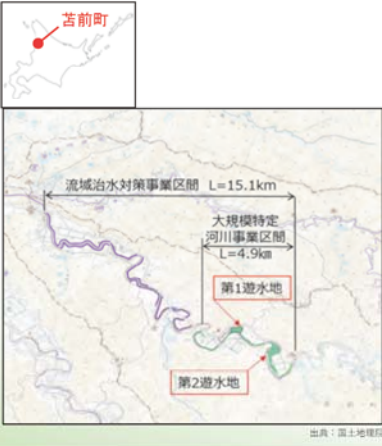 苫前町
流域治水対策事業区間 L=15.1km
大規模特定
河川事業区間
L=4.9km
第1遊水地
第2遊水地
出典：国土地理院